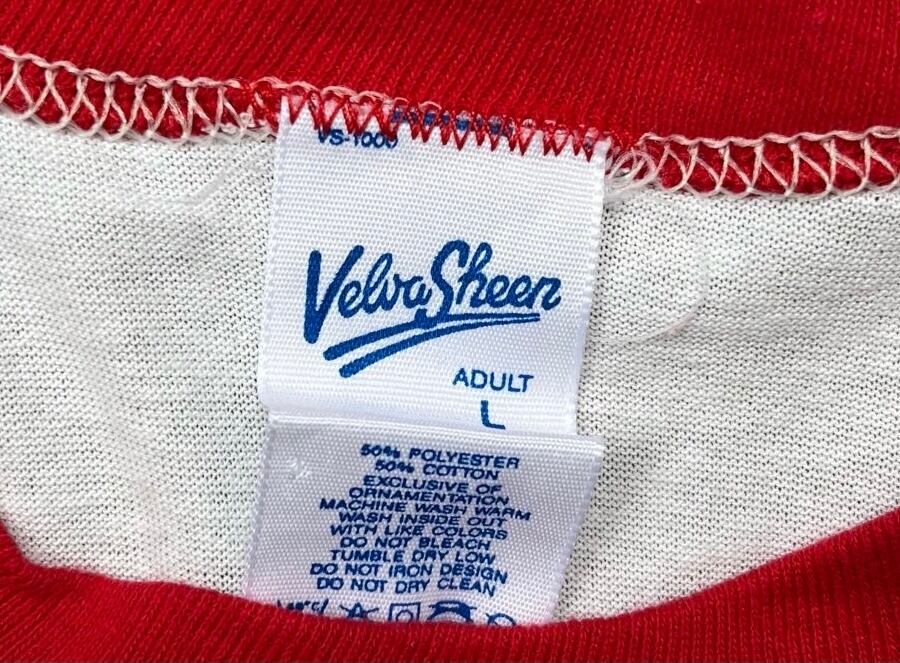 VS-1000
VelvaSheen
ADULT
L
50% POLYESTER
50% COTTON
EXCLUSIVE OF
ORNAMENTATION
MACHINE WASH WARM
WASH INSIDE OUT
WITH LIKE COLORS
DO NOT BLEACH
TUMBLE DRY LOW
DO NOT IRON DESIGN
DO NOT DRY CLEAN